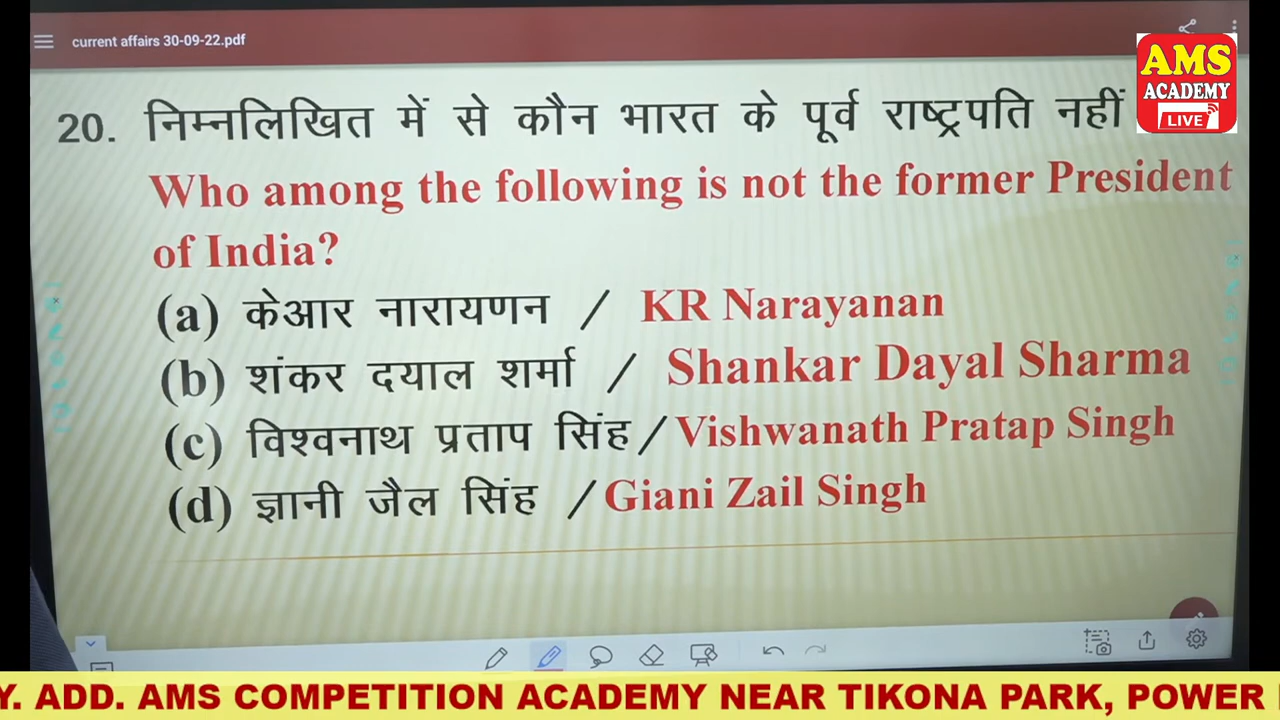 current affairs 30-09-22.pdf
AMS
ACADEMY
LIVE
20. निम्नलिखित में से कौन भारत के पूर्व राष्ट्रपति नहीं
Who among the following is not the former President
of India?
(a) केआर नारायणन / KR Narayanan
(b) शंकर दयाल शर्मा / Shankar Dayal Sharma
(c) विश्वनाथ प्रताप सिंह/Vishwanath Pratap Singh
(d) ज्ञानी जैल सिंह /Giani Zail Singh
Y. ADD. AMS COMPETITION ACADEMY NEAR TIKONA PARK, POWER